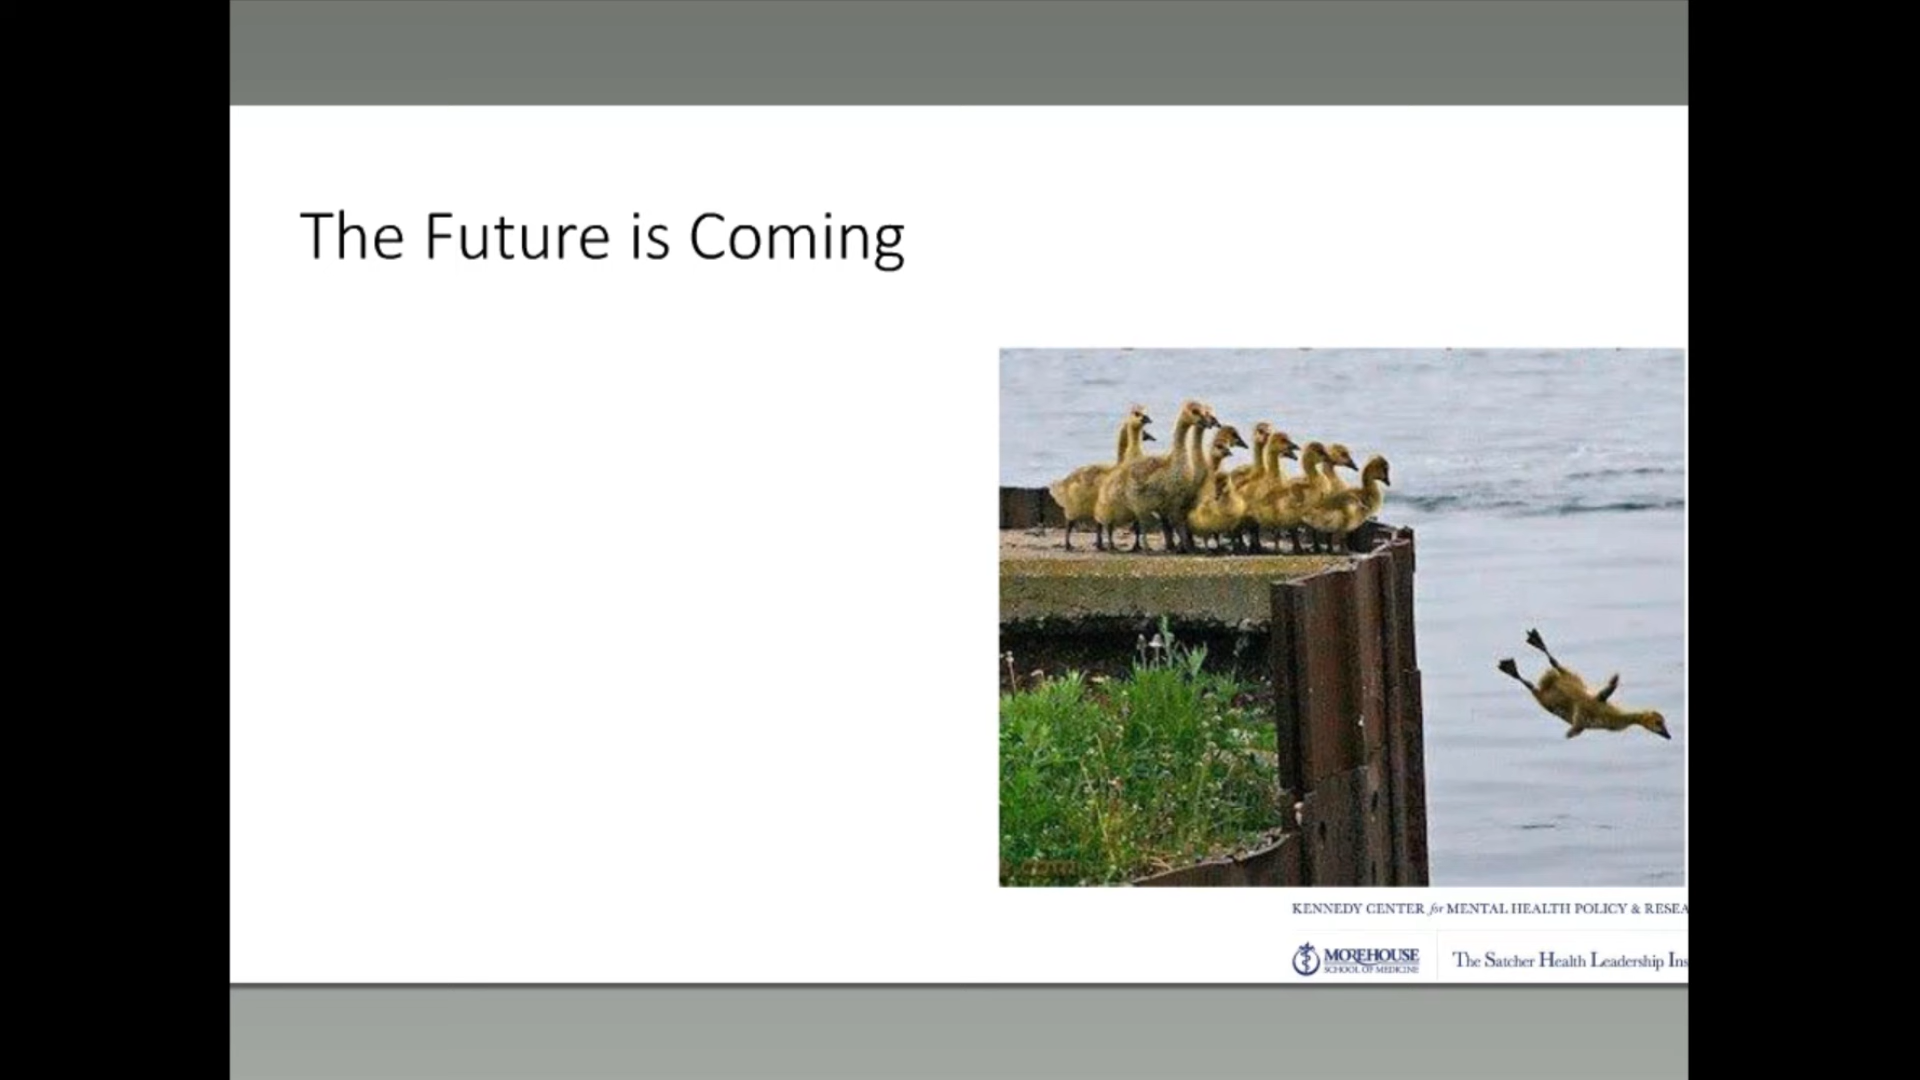 The Future is Coming
KENNEDY CENTER for MENTAL HEALTH POLICY & RESEA
MOREHOUSE
SCHOOL OF MEDICINE
The Satcher Health Leadership Ins